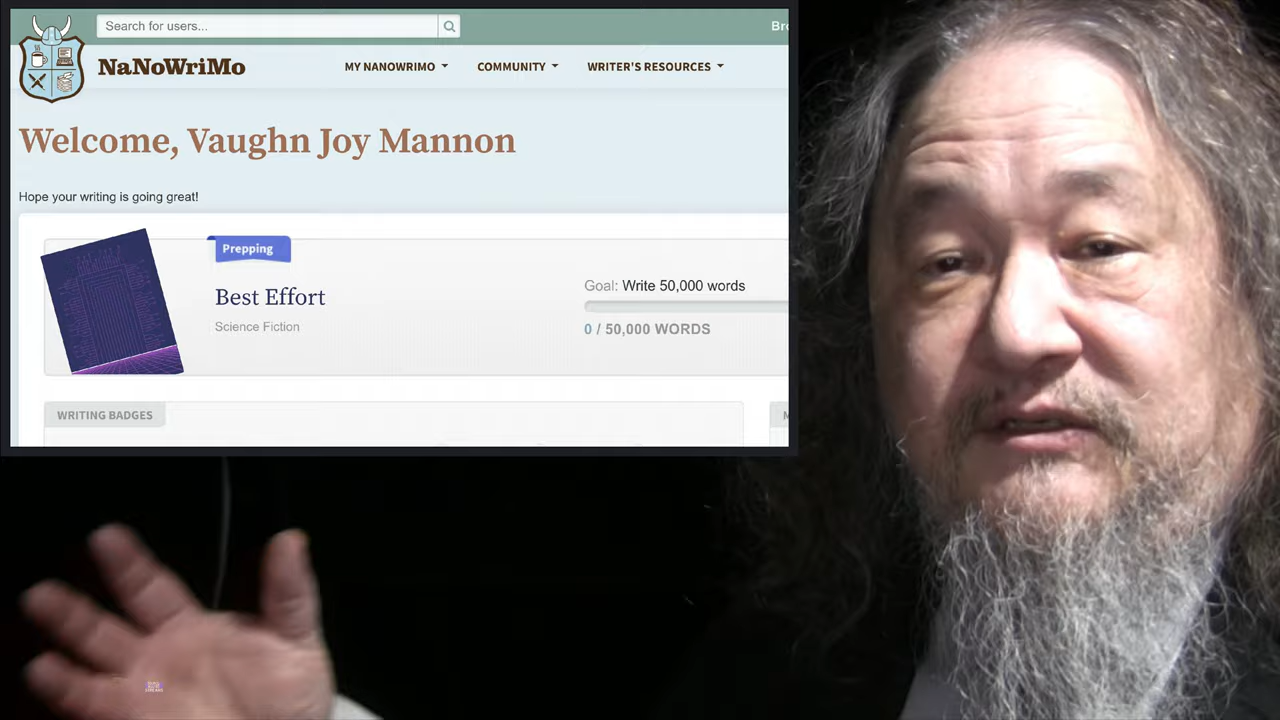 Search for users...
Bro
NaNoWriMo
MY NANOWRIMO
COMMUNITY
WRITER'S RESOURCES
Welcome, Vaughn Joy Mannon
Hope your writing is going great!
Prepping
Best Effort
Science Fiction
Goal: Write 50,000 words
0 / 50,000 WORDS
WRITING BADGES
M